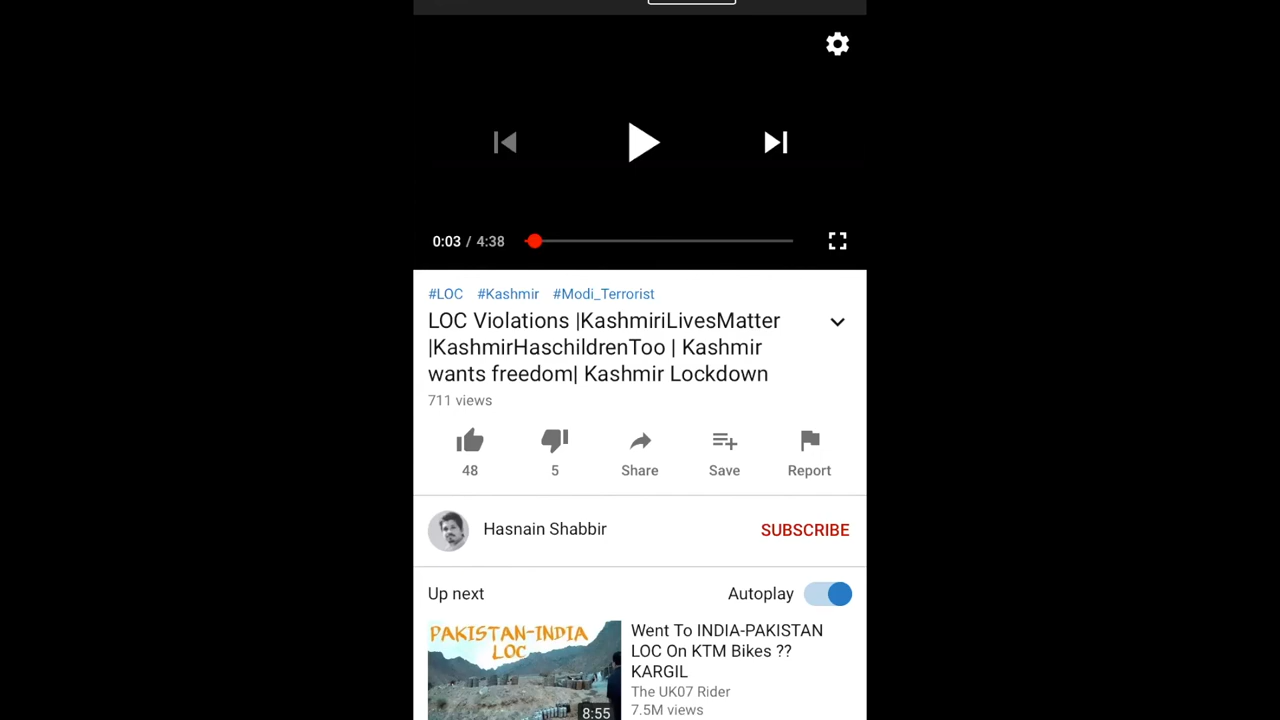 0:03 / 4:38
#LOC #Kashmir #Modi_Terrorist
LOC Violations |KashmiriLivesMatter
|KashmirHaschildrenToo | Kashmir
wants freedom| Kashmir Lockdown
711 views
48 5 Share Save Report
Hasnain Shabbir SUBSCRIBE
Up next Autoplay
PAKISTAN-INDIA
LOC
8:55
Went To INDIA-PAKISTAN
LOC On KTM Bikes ??
KARGIL
The UK07 Rider
7.5M views